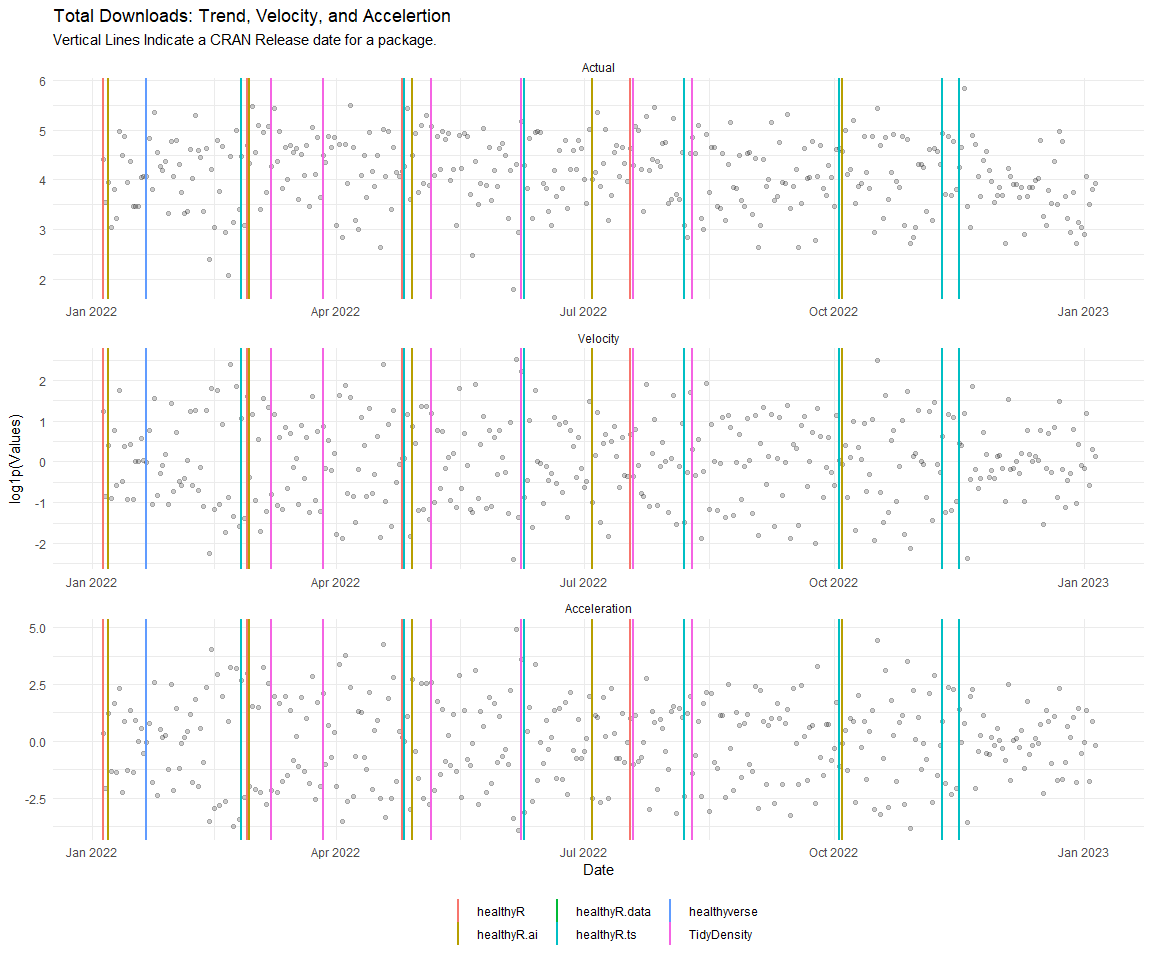 Total Downloads: Trend, Velocity, and Accelertion
Vertical Lines Indicate a CRAN Release date for a package.
Actual
6
5
4
3
2
Jan 2022 Apr 2022 Jul 2022 Oct 2022 Jan 2023
Velocity
2
1
0
-1
-2
Jan 2022 Apr 2022 Jul 2022 Oct 2022 Jan 2023
log1p(Values)
Acceleration
5.0
2.5
0.0
-2.5
Jan 2022 Apr 2022 Jul 2022 Oct 2022 Jan 2023
Date
healthyR healthyR.data healthyverse
healthyR.ai healthyR.ts TidyDensity